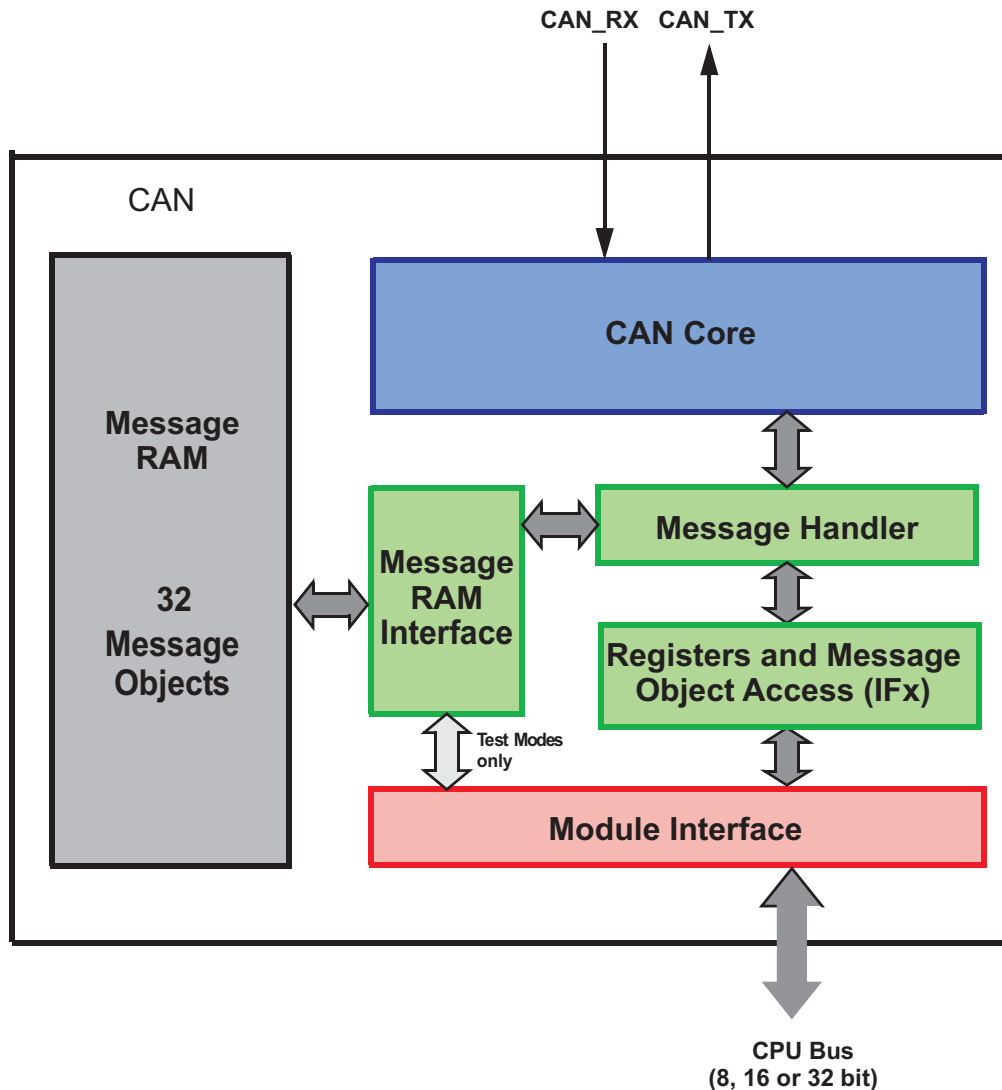 CAN_RX CAN_TX
CAN
CAN Core
Message
RAM
32
Message
Objects
Message Handler
Message
RAM
Interface
Registers and Message
Object Access (IFx)
Test Modes
only
Module Interface
CPU Bus
(8, 16 or 32 bit)